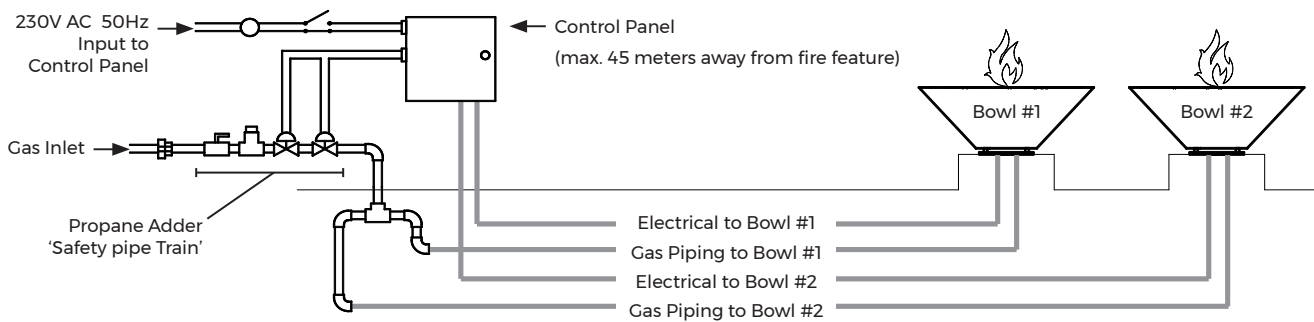 230V AC 50Hz
Input to
Control Panel
Control Panel
(max. 45 meters away from fire feature)
Bowl #1
Bowl #2
Gas Inlet
Propane Adder
‘Safety pipe Train’
Electrical to Bowl #1
Gas Piping to Bowl #1
Electrical to Bowl #2
Gas Piping to Bowl #2